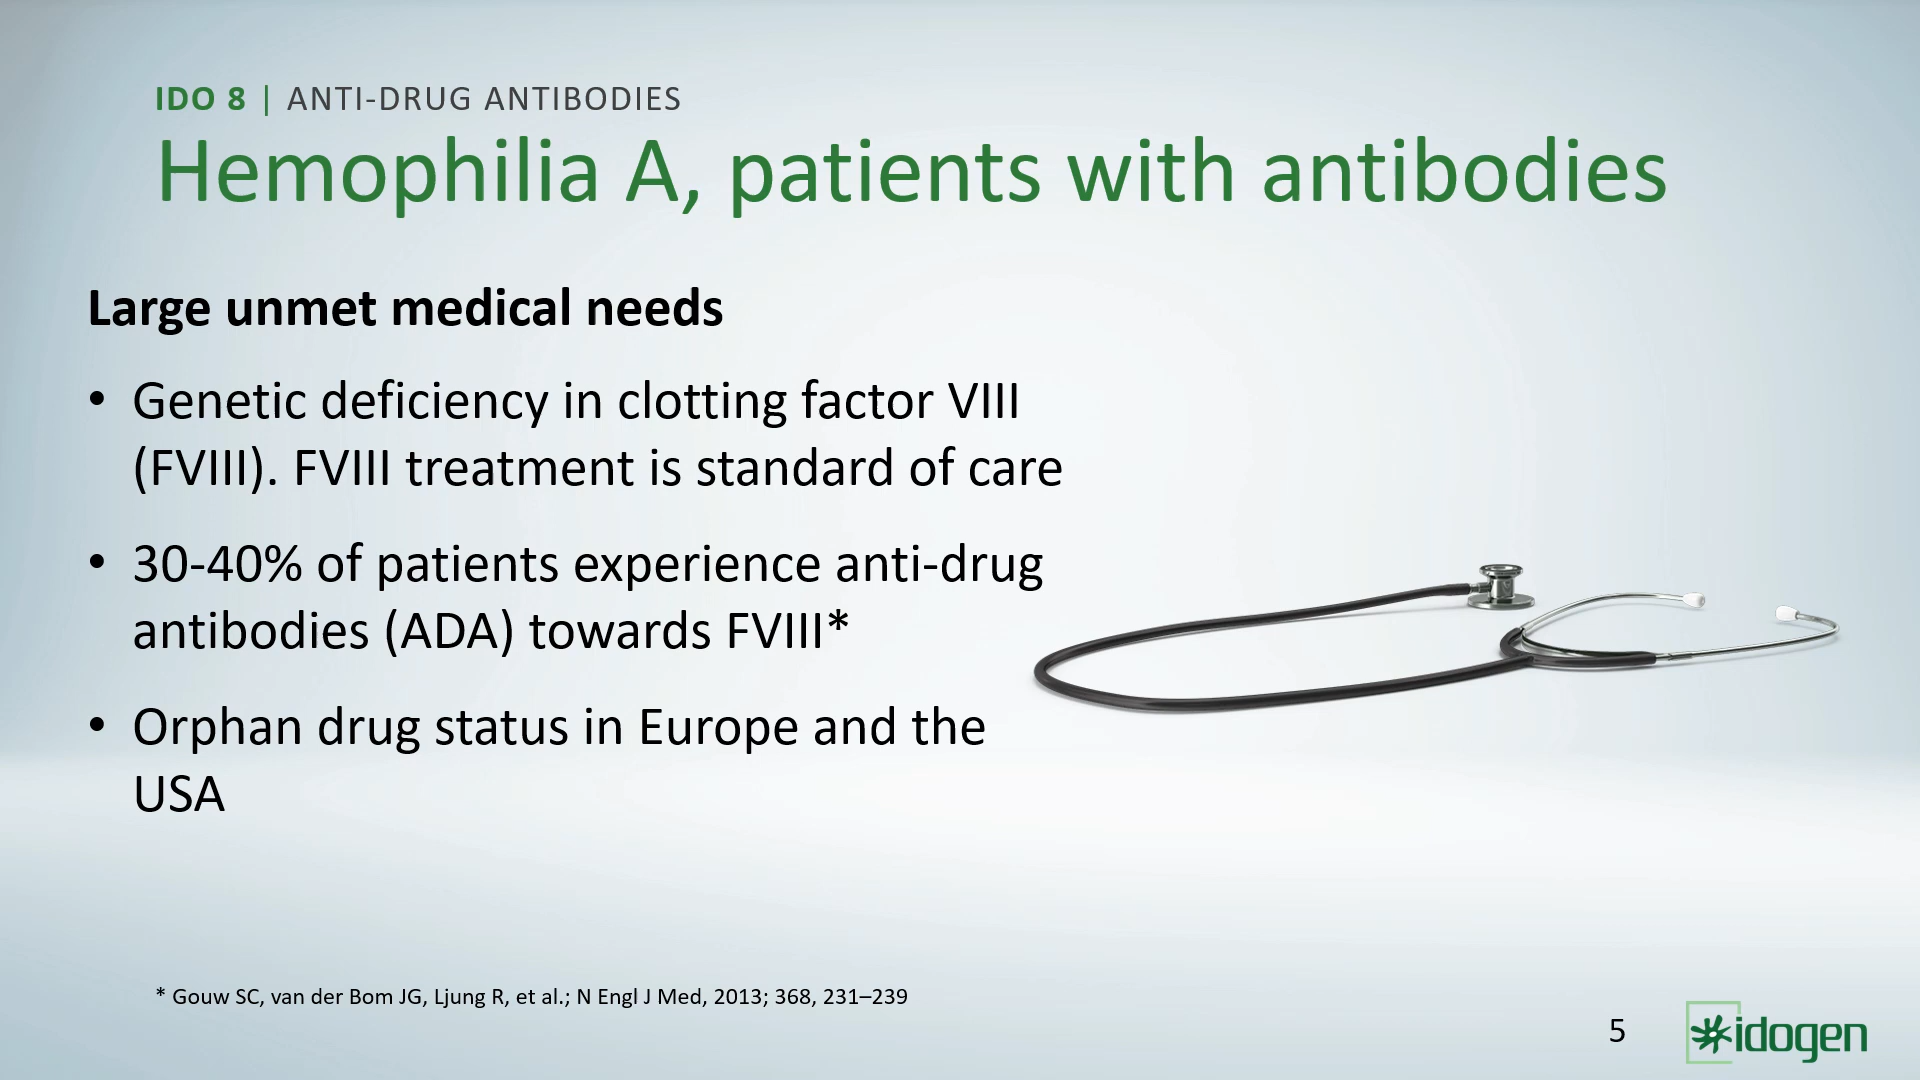 IDO 8 | ANTI-DRUG ANTIBODIES
Hemophilia A, patients with antibodies
Large unmet medical needs
• Genetic deficiency in clotting factor VIII
(FVIII). FVIII treatment is standard of care
• 30-40% of patients experience anti-drug
antibodies (ADA) towards FVIII*
• Orphan drug status in Europe and the
USA
* Gouw SC, van der Bom JG, Ljung R, et al.; N Engl J Med, 2013; 368, 231–239
5
idogen